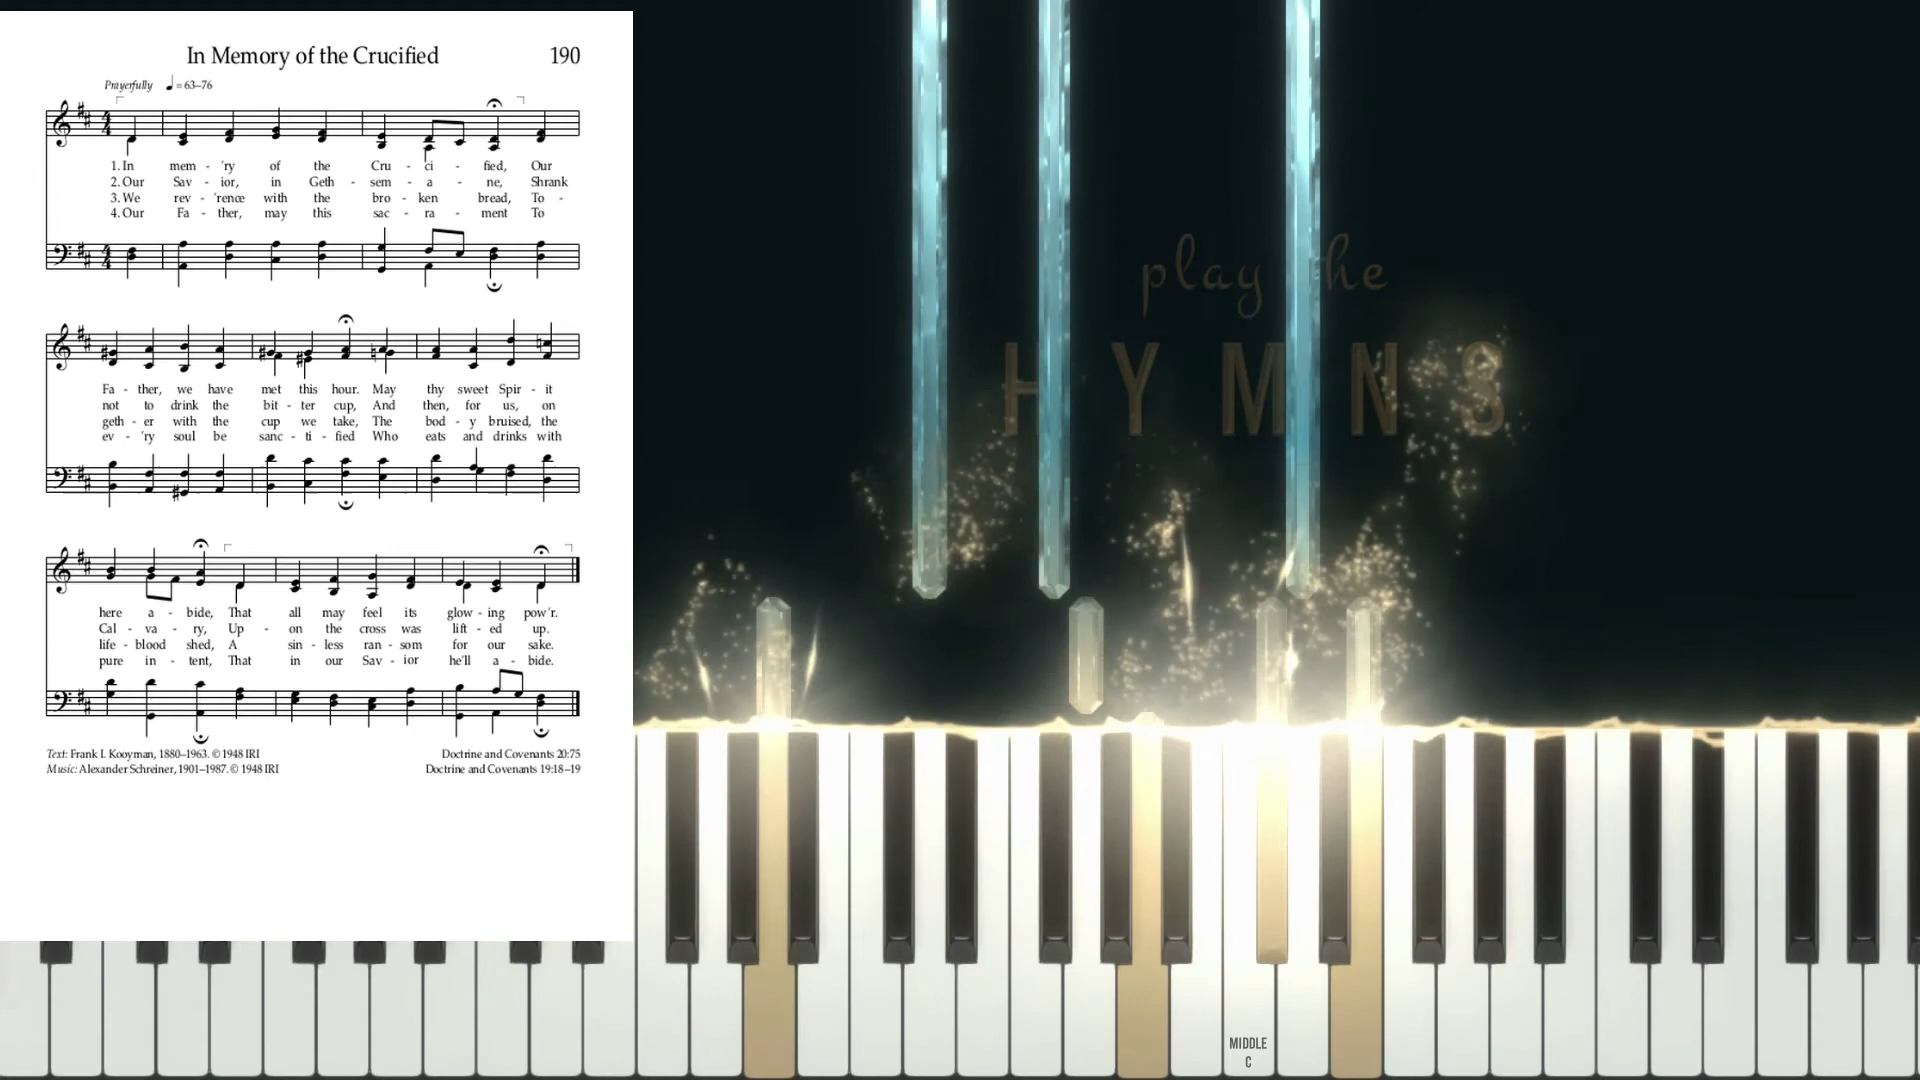 In Memory of the Crucified 190
Prayerfully ♩ = 63–76
1. In mem - 'ry of the Cru - ci - fied, Our
2. Our Sav - ior, in Geth - sem - a - ne, Shrank
3. We rev - 'rence with the bro - ken bread, To -
4. Our Fa - ther, may this sac - ra - ment To
Fa - ther, we have met this hour. May thy sweet Spir - it
not to drink the bit - ter cup, And then, for us, on
geth - er with the cup we take, The bod - y bruised, the
ev - 'ry soul be sanc - ti - fied Who eats and drinks with
here a - bide, That all may feel its glow - ing pow'r.
Cal - va - ry, Up - on the cross was lift - ed up.
life - blood shed, A sin - less ran - som for our sake.
pure in - tent, That in our Sav - ior he'll a - bide.
Text: Frank I. Kooyman, 1880–1963. © 1948 IRI
Music: Alexander Schreiner, 1901–1987. © 1948 IRI
Doctrine and Covenants 20:75
Doctrine and Covenants 19:18–19
play the
HYMNS
MIDDLE
C